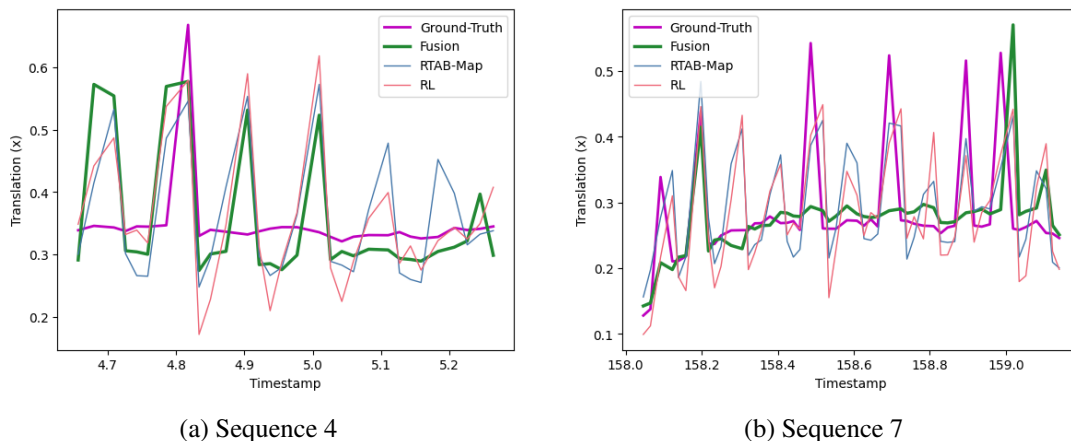 Ground-Truth
Fusion
RTAB-Map
RL
0.6
0.5
0.4
0.3
0.2
Translation (x)
4.7 4.8 4.9 5.0 5.1 5.2
Timestamp
(a) Sequence 4
Ground-Truth
Fusion
RTAB-Map
RL
0.5
0.4
0.3
0.2
0.1
Translation (x)
158.0 158.2 158.4 158.6 158.8 159.0
Timestamp
(b) Sequence 7